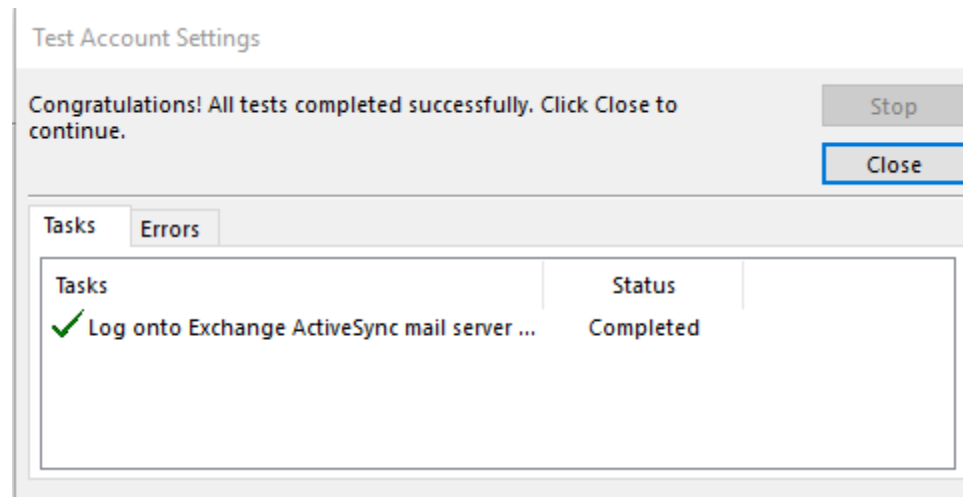 Test Account Settings
Congratulations! All tests completed successfully. Click Close to
continue.
Stop
Close
Tasks
Errors
Tasks Status
Log onto Exchange ActiveSync mail server ... Completed